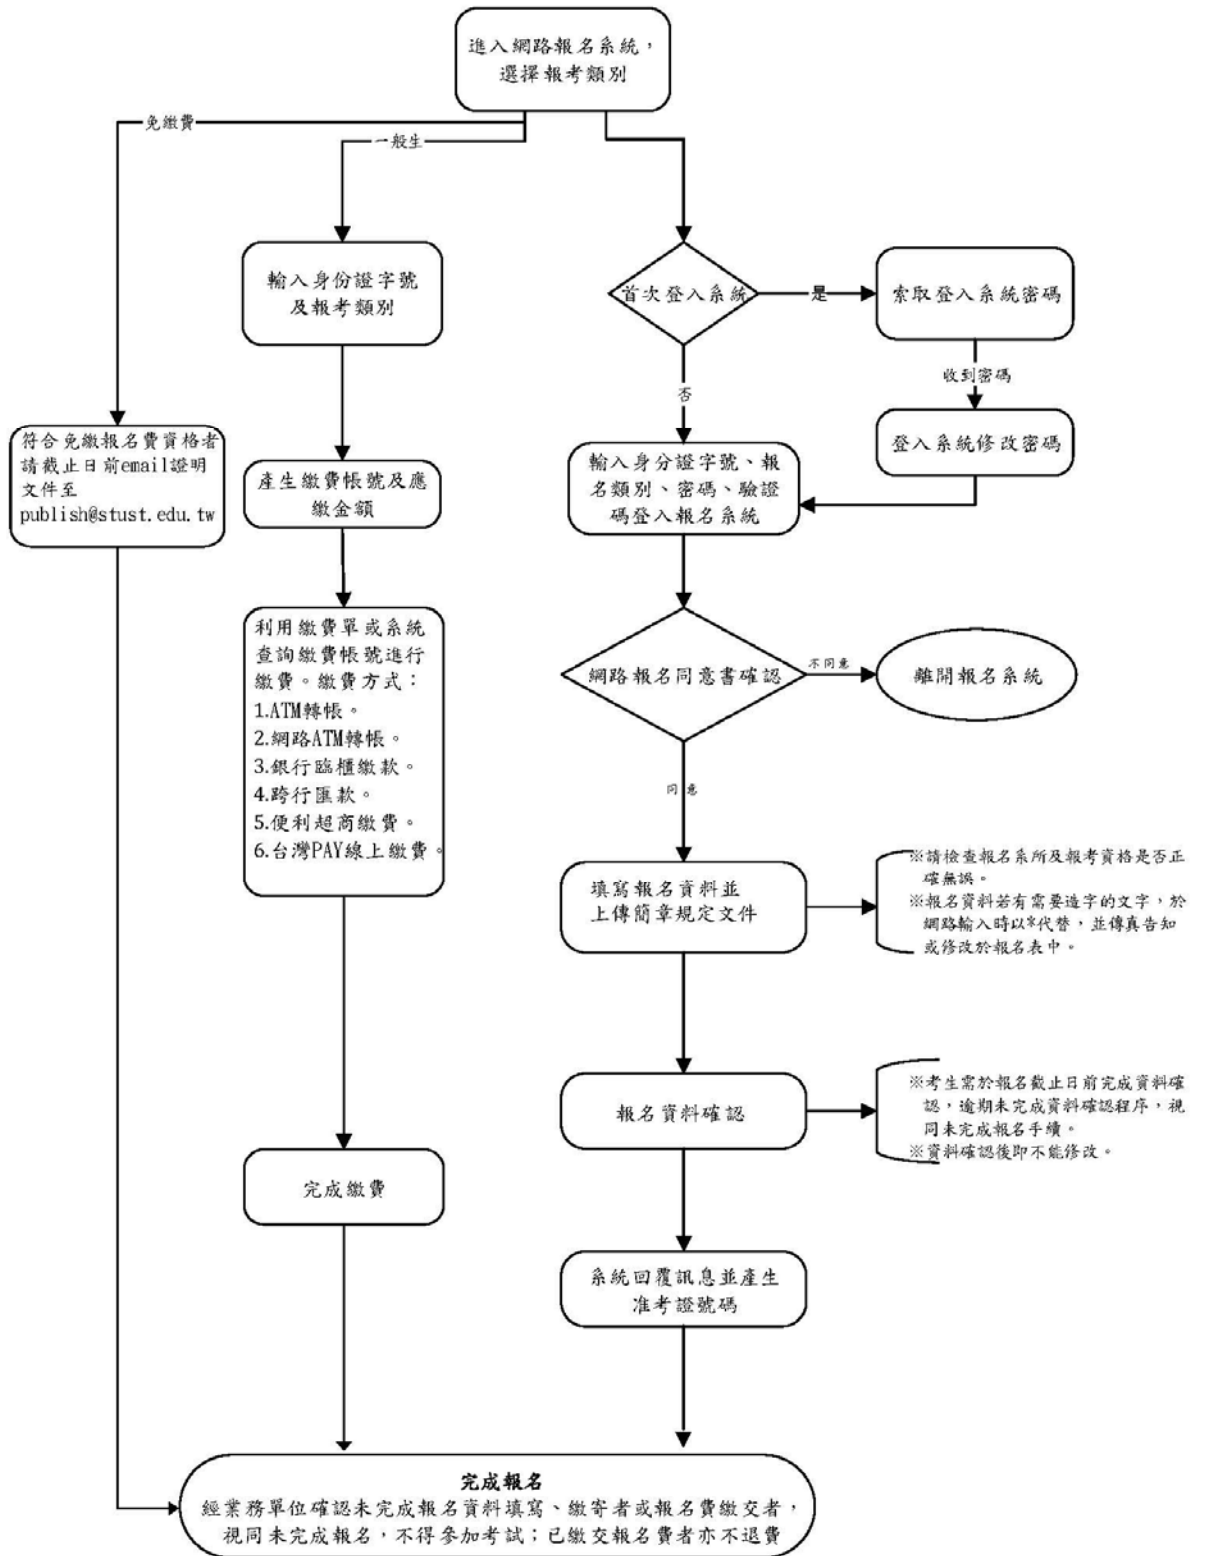 進入網路報名系統，
選擇報考類別
免繳費
一般生
輸入身份證字號
及報考類別
首次登入系統
是
索取登入系統密碼
收到密碼
否
登入系統修改密碼
符合免繳報名費資格者
請截止日前email證明
文件至
publish@stust.edu.tw
產生繳費帳號及應
繳金額
輸入身分證字號、報
名類別、密碼、驗證
碼登入報名系統
利用繳費單或系統
查詢繳費帳號進行
繳費。繳費方式：
1.ATM轉帳。
2.網路ATM轉帳。
3.銀行臨櫃繳款。
4.跨行匯款。
5.便利超商繳費。
6.台灣PAY線上繳費。
網路報名同意書確認
不同意
離開報名系統
同意
填寫報名資料並
上傳簡章規定文件
※請檢查報名系所及報考資格是否正
確無誤。
※報名資料若有需要造字的文字，於
網路輸入時以*代替，並傳真告知
或修改於報名表中。
報名資料確認
※考生需於報名截止日前完成資料確
認，逾期未完成資料確認程序，視
同未完成報名手續。
※資料確認後即不能修改。
完成繳費
系統回覆訊息並產生
准考證號碼
完成報名
經業務單位確認未完成報名資料填寫、繳寄者或報名費繳交者，
視同未完成報名，不得參加考試；已繳交報名費者亦不退費